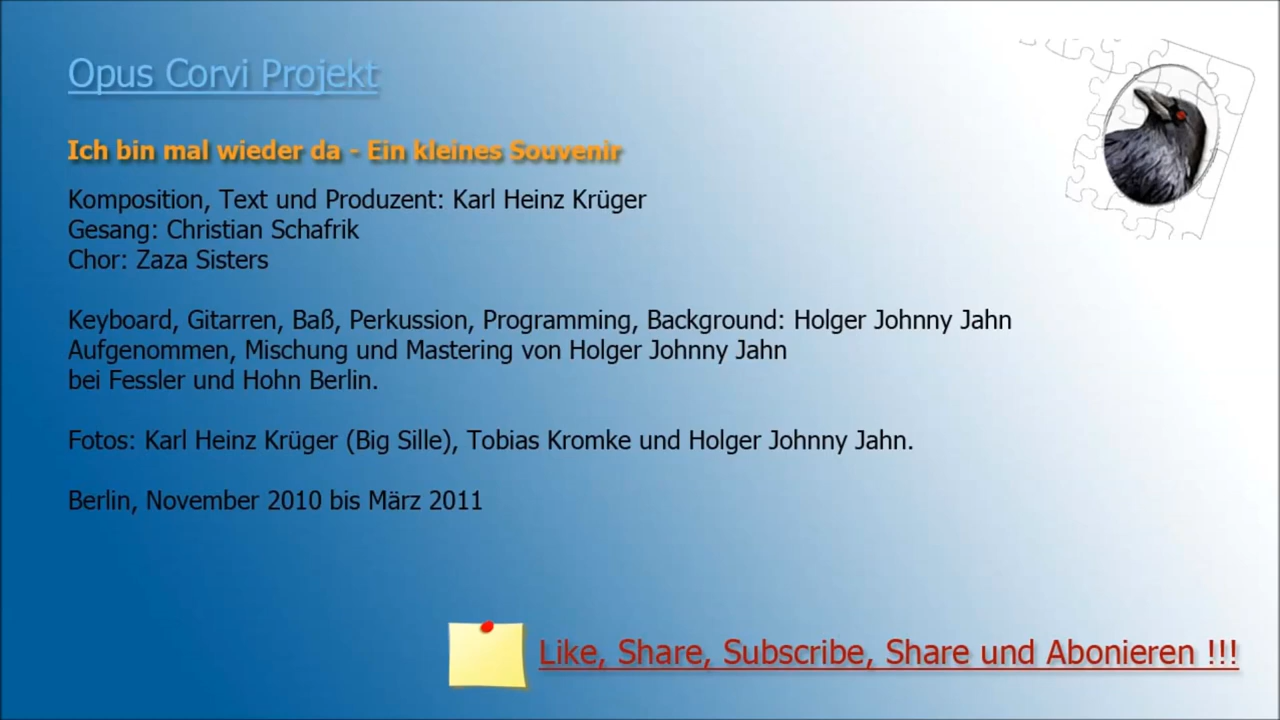 Opus Corvi Projekt
Ich bin mal wieder da - Ein kleines Souvenir
Komposition, Text und Produzent: Karl Heinz Krüger
Gesang: Christian Schafrik
Chor: Zaza Sisters
Keyboard, Gitarren, Baß, Perkussion, Programming, Background: Holger Johnny Jahn
Aufgenommen, Mischung und Mastering von Holger Johnny Jahn
bei Fessler und Hohn Berlin.
Fotos: Karl Heinz Krüger (Big Sille), Tobias Kromke und Holger Johnny Jahn.
Berlin, November 2010 bis März 2011
Like, Share, Subscribe, Share und Abonieren !!!